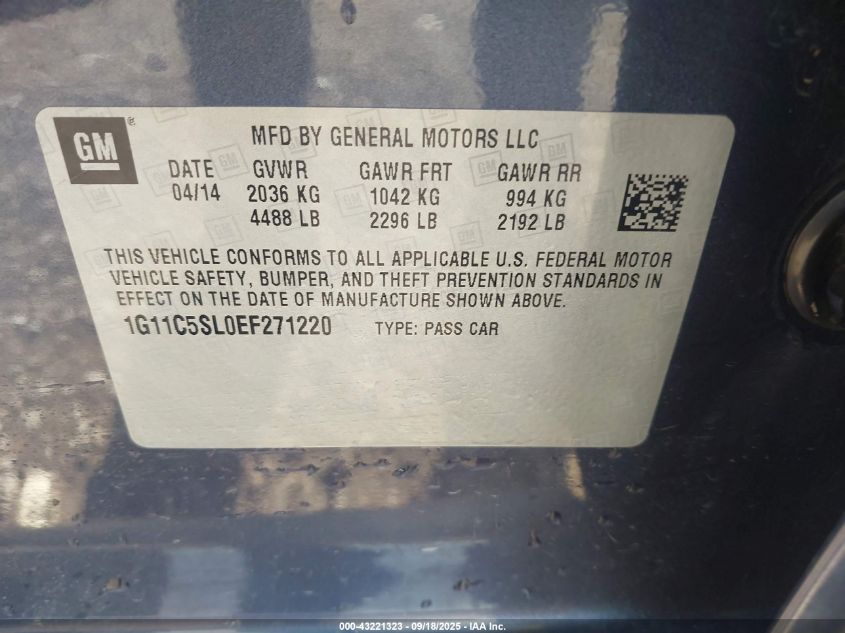 GM
MFD BY GENERAL MOTORS LLC
DATE GVWR GAWR FRT GAWR RR
04/14 2036 KG 1042 KG 994 KG
4488 LB 2296 LB 2192 LB
THIS VEHICLE CONFORMS TO ALL APPLICABLE U.S. FEDERAL MOTOR
VEHICLE SAFETY, BUMPER, AND THEFT PREVENTION STANDARDS IN
EFFECT ON THE DATE OF MANUFACTURE SHOWN ABOVE.
1G11C5SL0EF271220 TYPE: PASS CAR
000-43221323 - 09/18/2025 - IAA Inc.